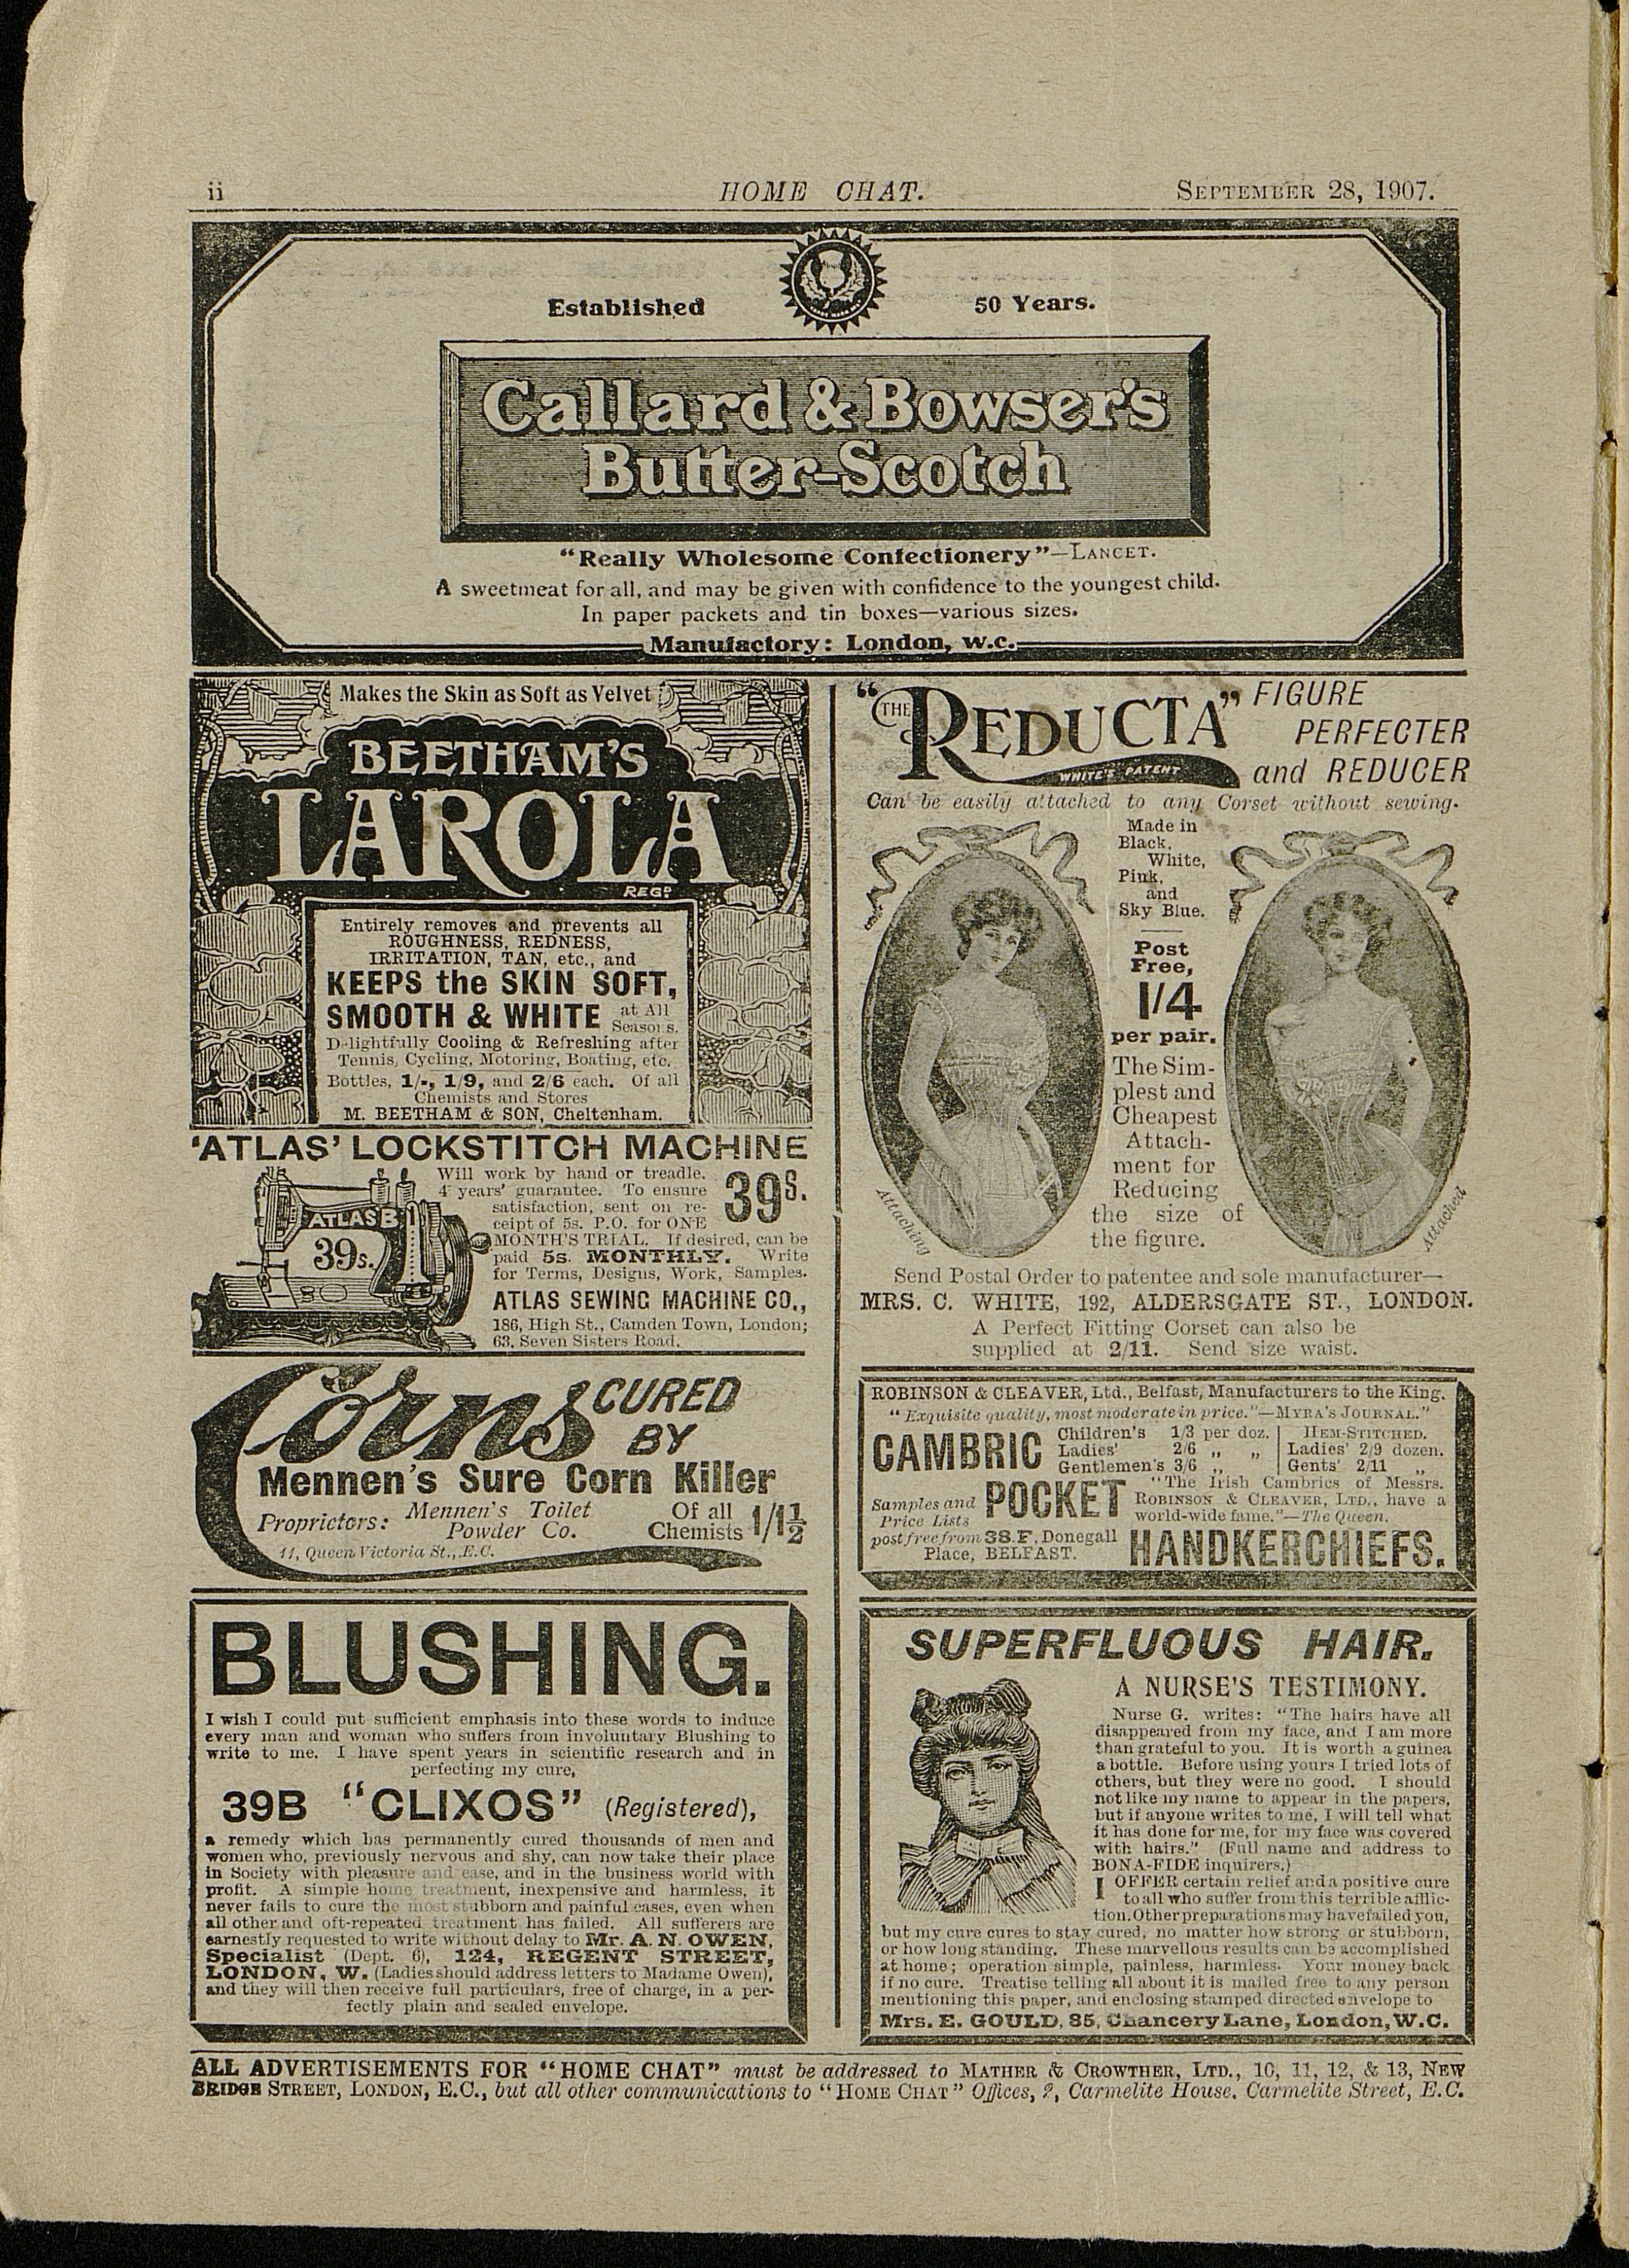 ii
HOME CHAT.
SEPTEMBER 28, 1907.
Established
50 Years.
Callard & Bowser's
Butter-Scotch
"Really Wholesome Confectionery"—LANCET.
A sweetmeat for all, and may be given with confidence to the youngest child.
In paper packets and tin boxes—various sizes.
Manufactory: London, W.C.
Makes the Skin as Soft as Velvet
BEETHAM'S
LAROLA
REGD
Entirely removes and prevents all
ROUGHNESS, REDNESS,
IRRITATION, TAN, etc., and
KEEPS the SKIN SOFT,
SMOOTH & WHITE at All
Seasons.
Delightfully Cooling & Refreshing after
Tennis, Cycling, Motoring, Boating, etc.
Bottles, 1/-, 1/9, and 2/6 each. Of all
Chemists and Stores
M. BEETHAM & SON, Cheltenham.
'ATLAS' LOCKSTITCH MACHINE
ATLAS B
39s.
Will work by hand or treadle.
4 years' guarantee. To ensure
satisfaction, sent on re-
ceipt of 5s. P.O. for ONE
39s.
MONTH'S TRIAL. If desired, can be
paid 5s. MONTHLY. Write
for Terms, Designs, Work, Samples.
ATLAS SEWING MACHINE CO.,
186, High St., Camden Town, London;
63, Seven Sisters Road.
Corns CURED
BY
Mennen's Sure Corn Killer
Proprietors: Mennen's Toilet
Powder Co.
Of all
Chemists 1/1½
11, Queen Victoria St., E.C.
BLUSHING.
I wish I could put sufficient emphasis into these words to induce
every man and woman who suffers from involuntary Blushing to
write to me. I have spent years in scientific research and in
perfecting my cure,
39B "CLIXOS" (Registered),
a remedy which has permanently cured thousands of men and
women who, previously nervous and shy, can now take their place
in Society with pleasure and ease, and in the business world with
profit. A simple home treatment, inexpensive and harmless, it
never fails to cure the most stubborn and painful cases, even when
all other and oft-repeated treatment has failed. All sufferers are
earnestly requested to write without delay to Mr. A. N. OWEN,
Specialist (Dept. 6), 124, REGENT STREET,
LONDON, W. (Ladies should address letters to Madame Owen),
and they will then receive full particulars, free of charge, in a per-
fectly plain and sealed envelope.
"THE REDUCTA"
WHITE'S PATENT
FIGURE
PERFECTER
and REDUCER
Can be easily attached to any Corset without sewing.
Made in
Black,
White,
Pink,
and
Sky Blue.
Post
Free,
1/4
per pair.
The Sim-
plest and
Cheapest
Attach-
ment for
Reducing
the size of
the figure.
Attaching
Attached
Send Postal Order to patentee and sole manufacturer—
MRS. C. WHITE, 192, ALDERSGATE ST., LONDON.
A Perfect Fitting Corset can also be
supplied at 2/11. Send size waist.
ROBINSON & CLEAVER, Ltd., Belfast, Manufacturers to the King.
"Exquisite quality, most moderate in price."—MYRA'S JOURNAL."
CAMBRIC
Children's 1/3 per doz.
Ladies' 2/6 „ „
Gentlemen's 3/6 „
HEM-STITCHED.
Ladies' 2/9 dozen.
Gents' 2/11 „
POCKET
"The Irish Cambrics of Messrs.
ROBINSON & CLEAVER, LTD., have a
world-wide fame."—The Queen.
Samples and
Price Lists
post free from 38.F, Donegall
Place, BELFAST.
HANDKERCHIEFS.
SUPERFLUOUS HAIR.
A NURSE'S TESTIMONY.
Nurse G. writes: "The hairs have all
disappeared from my face, and I am more
than grateful to you. It is worth a guinea
a bottle. Before using yours I tried lots of
others, but they were no good. I should
not like my name to appear in the papers,
but if anyone writes to me, I will tell what
it has done for me, for my face was covered
with hairs." (Full name and address to
BONA-FIDE inquirers.)
I OFFER certain relief and a positive cure
to all who suffer from this terrible afflic-
tion. Other preparations may have failed you,
but my cure cures to stay cured, no matter how strong or stubborn,
or how long standing. These marvellous results can be accomplished
at home; operation simple, painless, harmless. Your money back
if no cure. Treatise telling all about it is mailed free to any person
mentioning this paper, and enclosing stamped directed envelope to
Mrs. E. GOULD, 85, Chancery Lane, London, W.C.
ALL ADVERTISEMENTS FOR "HOME CHAT" must be addressed to MATHER & CROWTHER, LTD., 10, 11, 12, & 13, NEW
BRIDGE STREET, LONDON, E.C., but all other communications to "HOME CHAT" Offices, Carmelite House, Carmelite Street, E.C.